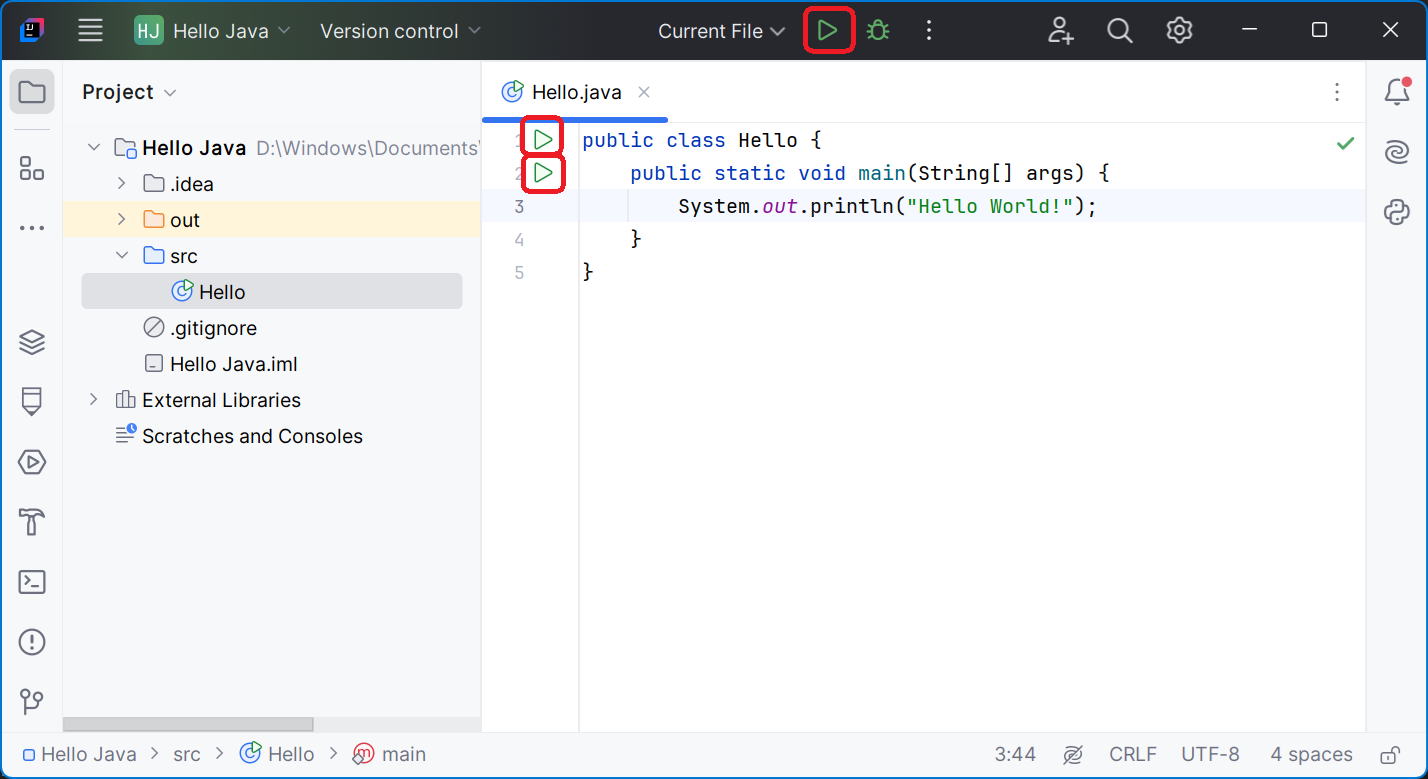 IJ
HJ Hello Java Version control Current File
Project
Hello Java D:\Windows\Documents\
.idea
out
src
Hello
.gitignore
Hello Java.iml
External Libraries
Scratches and Consoles
Hello.java
1 public class Hello {
2 public static void main(String[] args) {
3 System.out.println("Hello World!");
4 }
5 }
Hello Java > src > Hello > m main 3:44 CRLF UTF-8 4 spaces